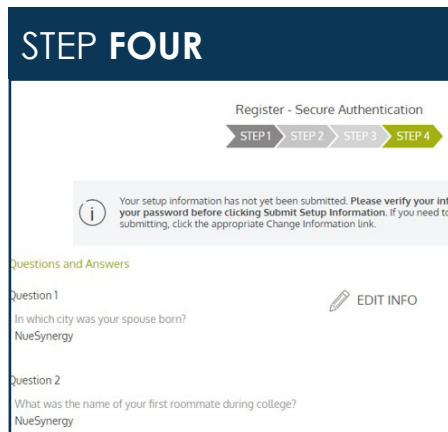 STEP FOUR
Register - Secure Authentication
STEP 1 STEP 2 STEP 3 STEP 4
Your setup information has not yet been submitted. Please verify your
your password before clicking Submit Setup Information. If you need to
submitting, click the appropriate Change Information link.
Questions and Answers
Question 1
EDIT INFO
In which city was your spouse born?
NueSynergy
Question 2
What was the name of your first roommate during college?
NueSynergy